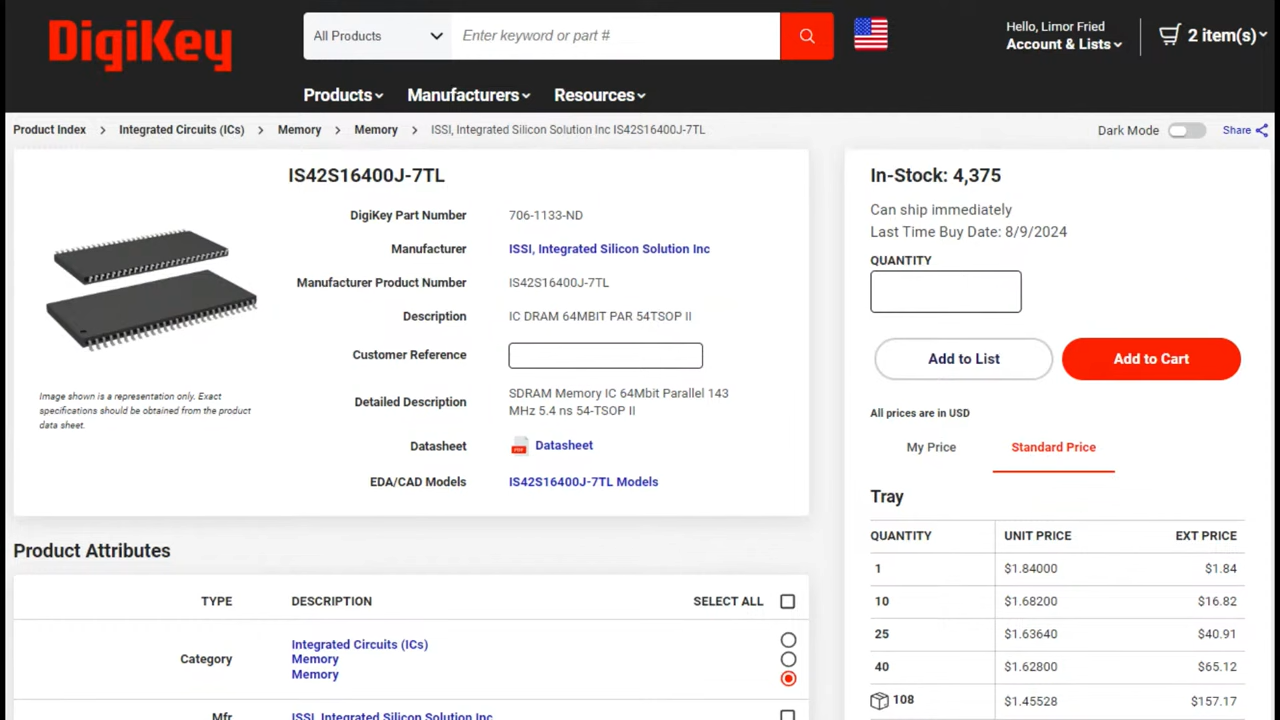 DigiKey
All Products
Enter keyword or part #
Hello, Limor Fried
Account & Lists
2 item(s)
Products
Manufacturers
Resources
Product Index > Integrated Circuits (ICs) > Memory > Memory > ISSI, Integrated Silicon Solution Inc IS42S16400J-7TL
Dark Mode
Share
IS42S16400J-7TL
DigiKey Part Number 706-1133-ND
Manufacturer ISSI, Integrated Silicon Solution Inc
Manufacturer Product Number IS42S16400J-7TL
Description IC DRAM 64MBIT PAR 54TSOP II
Customer Reference
Detailed Description SDRAM Memory IC 64Mbit Parallel 143
MHz 5.4 ns 54-TSOP II
Datasheet Datasheet
EDA/CAD Models IS42S16400J-7TL Models
Image shown is a representation only. Exact
specifications should be obtained from the product
data sheet.
Product Attributes
TYPE DESCRIPTION SELECT ALL
Category Integrated Circuits (ICs)
Memory
Memory
Mfr ISSI, Integrated Silicon Solution Inc
In-Stock: 4,375
Can ship immediately
Last Time Buy Date: 8/9/2024
QUANTITY
Add to List
Add to Cart
All prices are in USD
My Price
Standard Price
Tray
QUANTITY UNIT PRICE EXT PRICE
1 $1.84000 $1.84
10 $1.68200 $16.82
25 $1.63640 $40.91
40 $1.62800 $65.12
108 $1.45528 $157.17